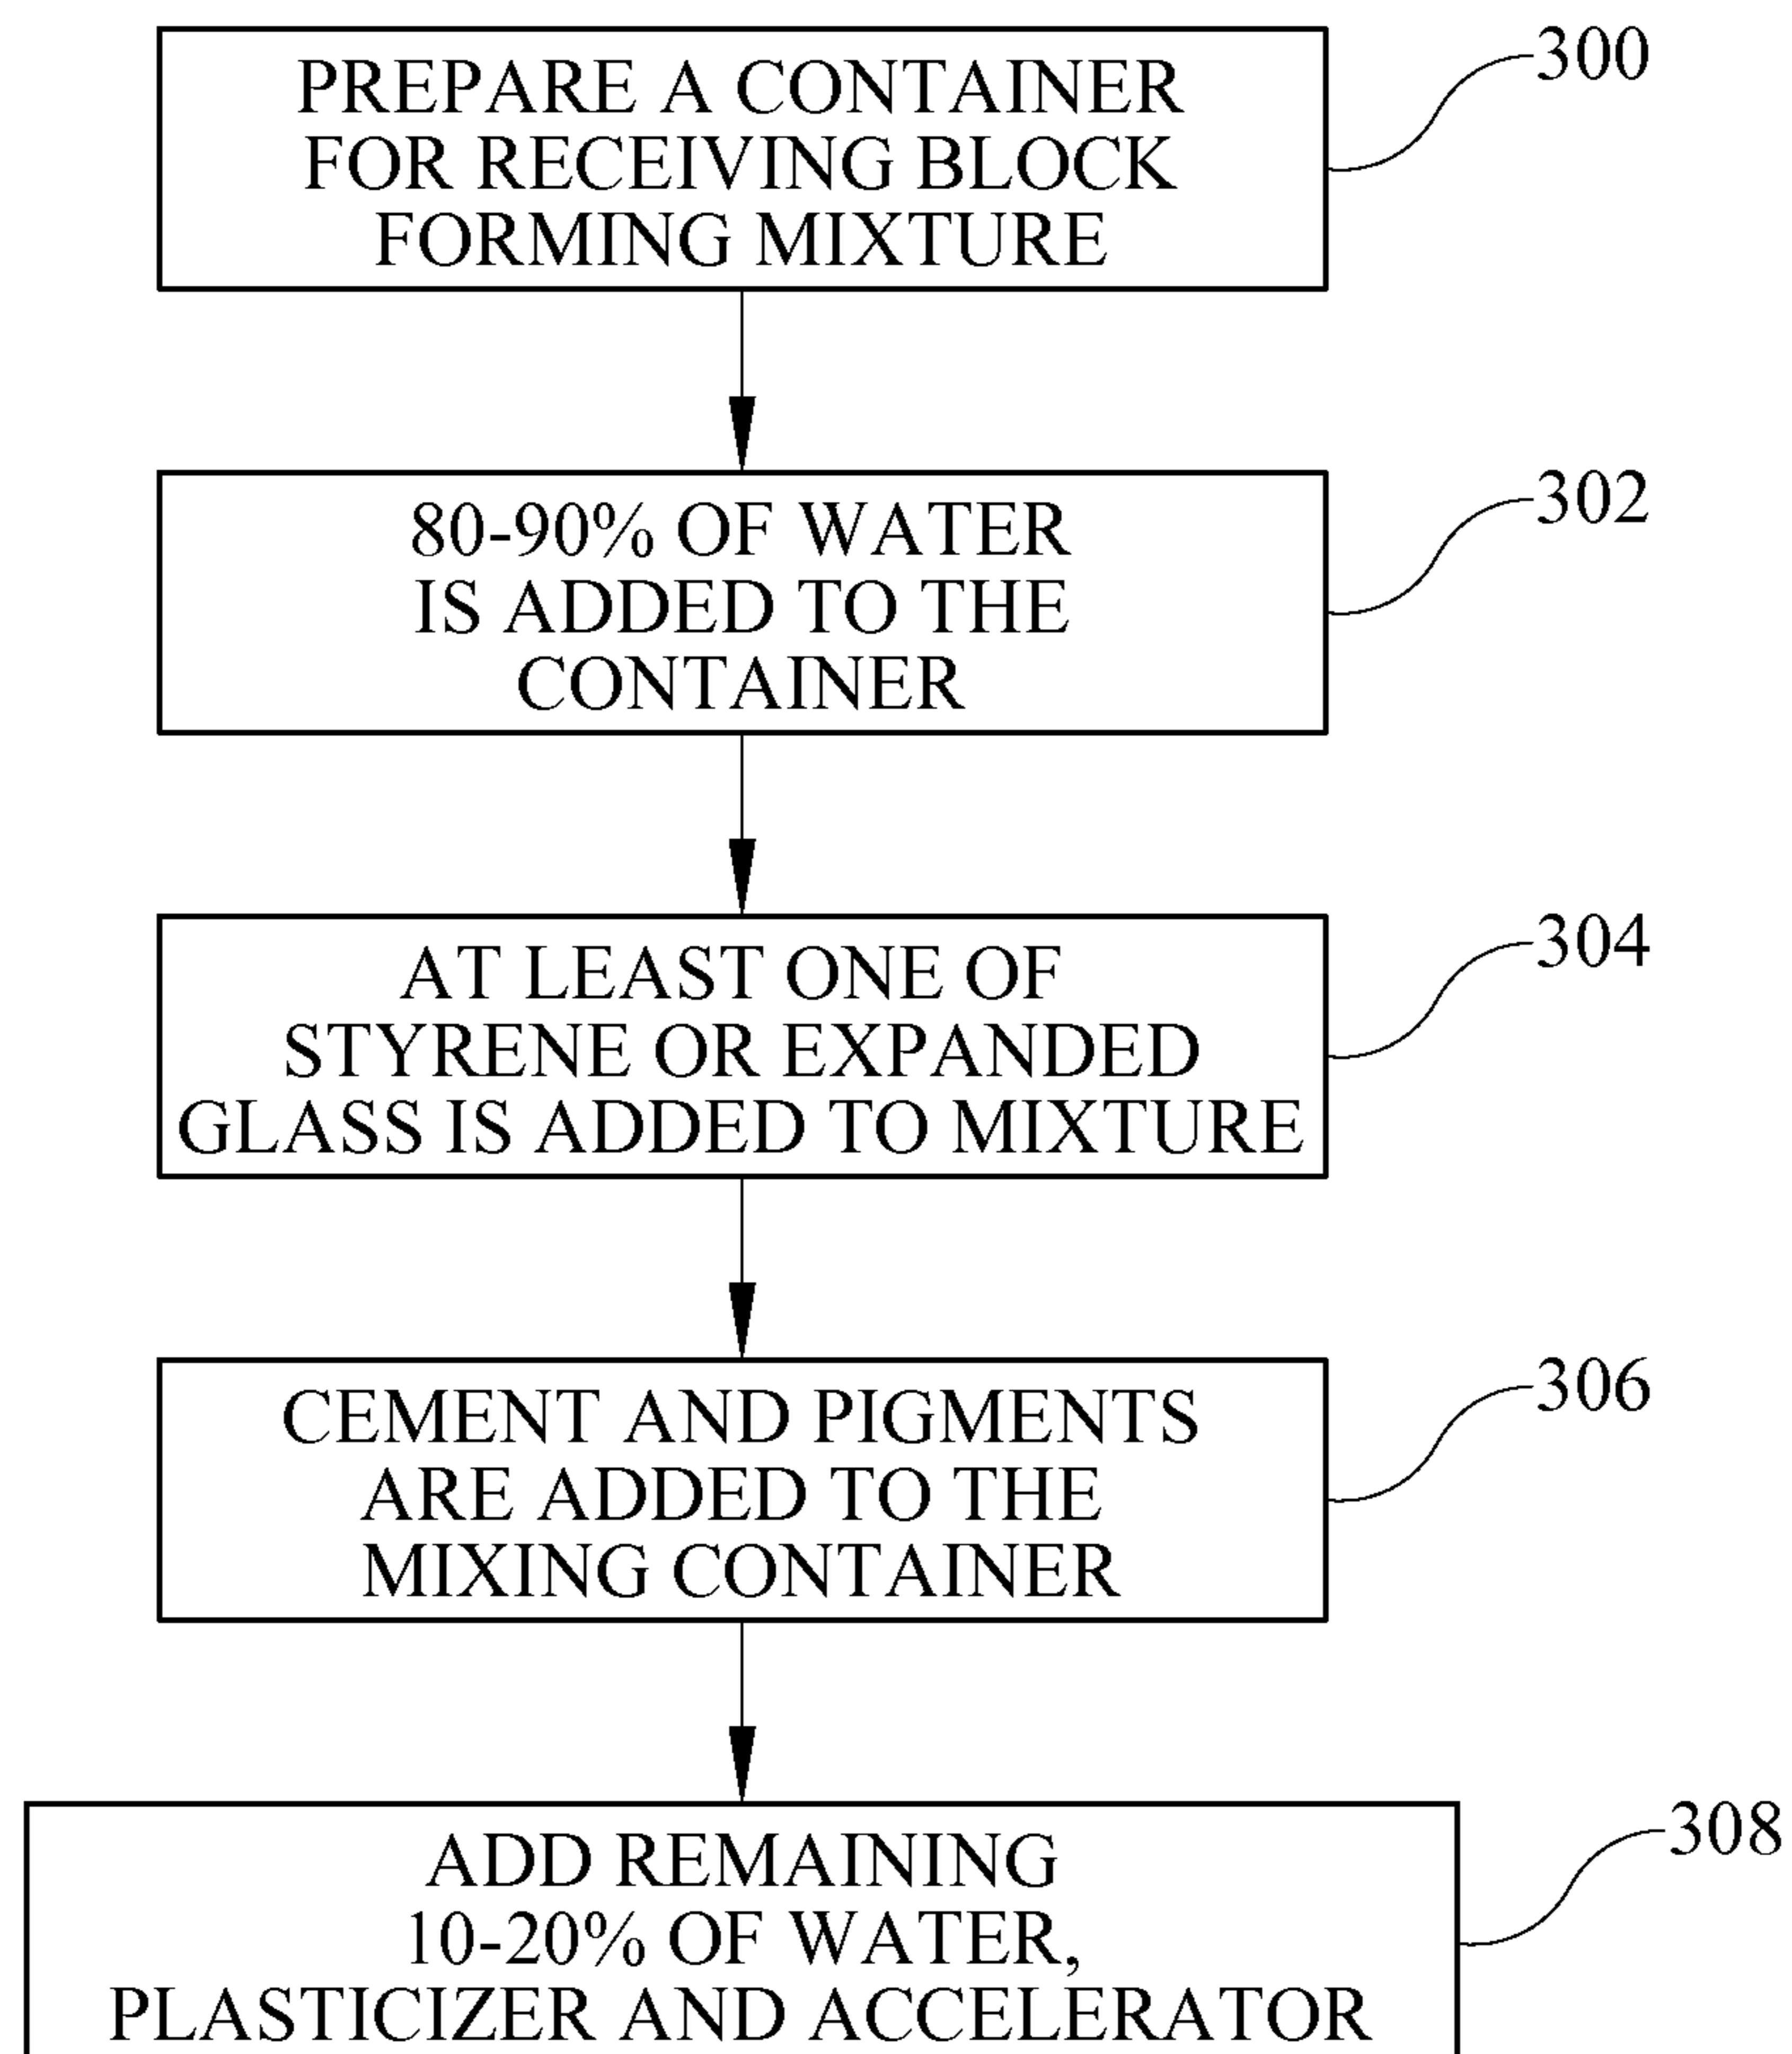 PREPARE A CONTAINER
FOR RECEIVING BLOCK
FORMING MIXTURE
300
80-90% OF WATER
IS ADDED TO THE
CONTAINER
302
AT LEAST ONE OF
STYRENE OR EXPANDED
GLASS IS ADDED TO MIXTURE
304
CEMENT AND PIGMENTS
ARE ADDED TO THE
MIXING CONTAINER
306
ADD REMAINING
10-20% OF WATER,
PLASTICIZER AND ACCELERATOR
308